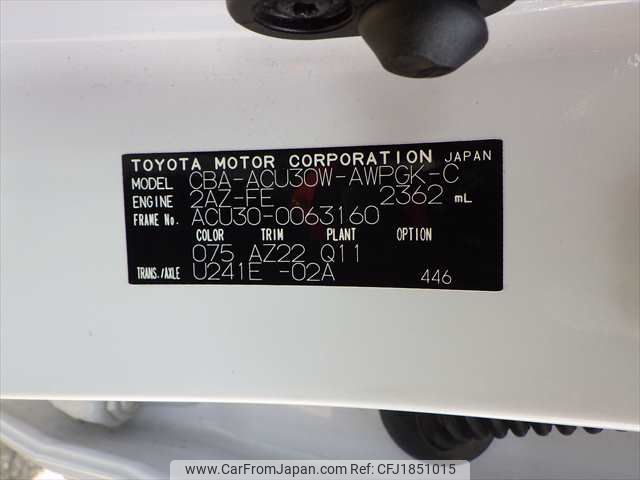 TOYOTA MOTOR CORPORATION JAPAN
MODEL CBA-ACU30W-AWPGK-C
ENGINE 2AZ-FE 2362 mL
FRAME No. ACU30-0063160
COLOR TRIM PLANT OPTION
075 AZ22 Q11
TRANS./AXLE U241E -02A 446
www.CarFromJapan.com | Ref No: CFJ1851015